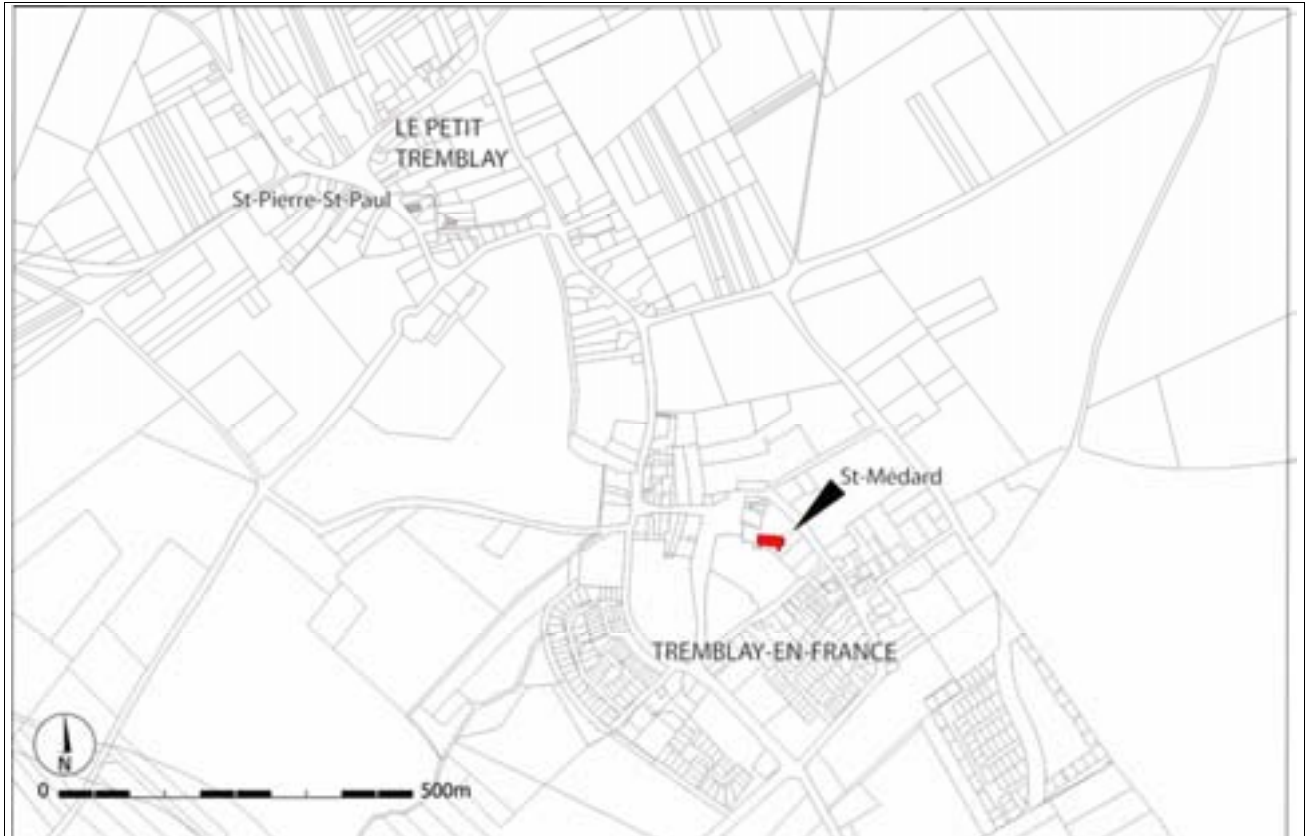 LE PETIT
TREMBLAY
St-Pierre-St-Paul
St-Médard
TREMBLAY-EN-FRANCE
N
0 500m